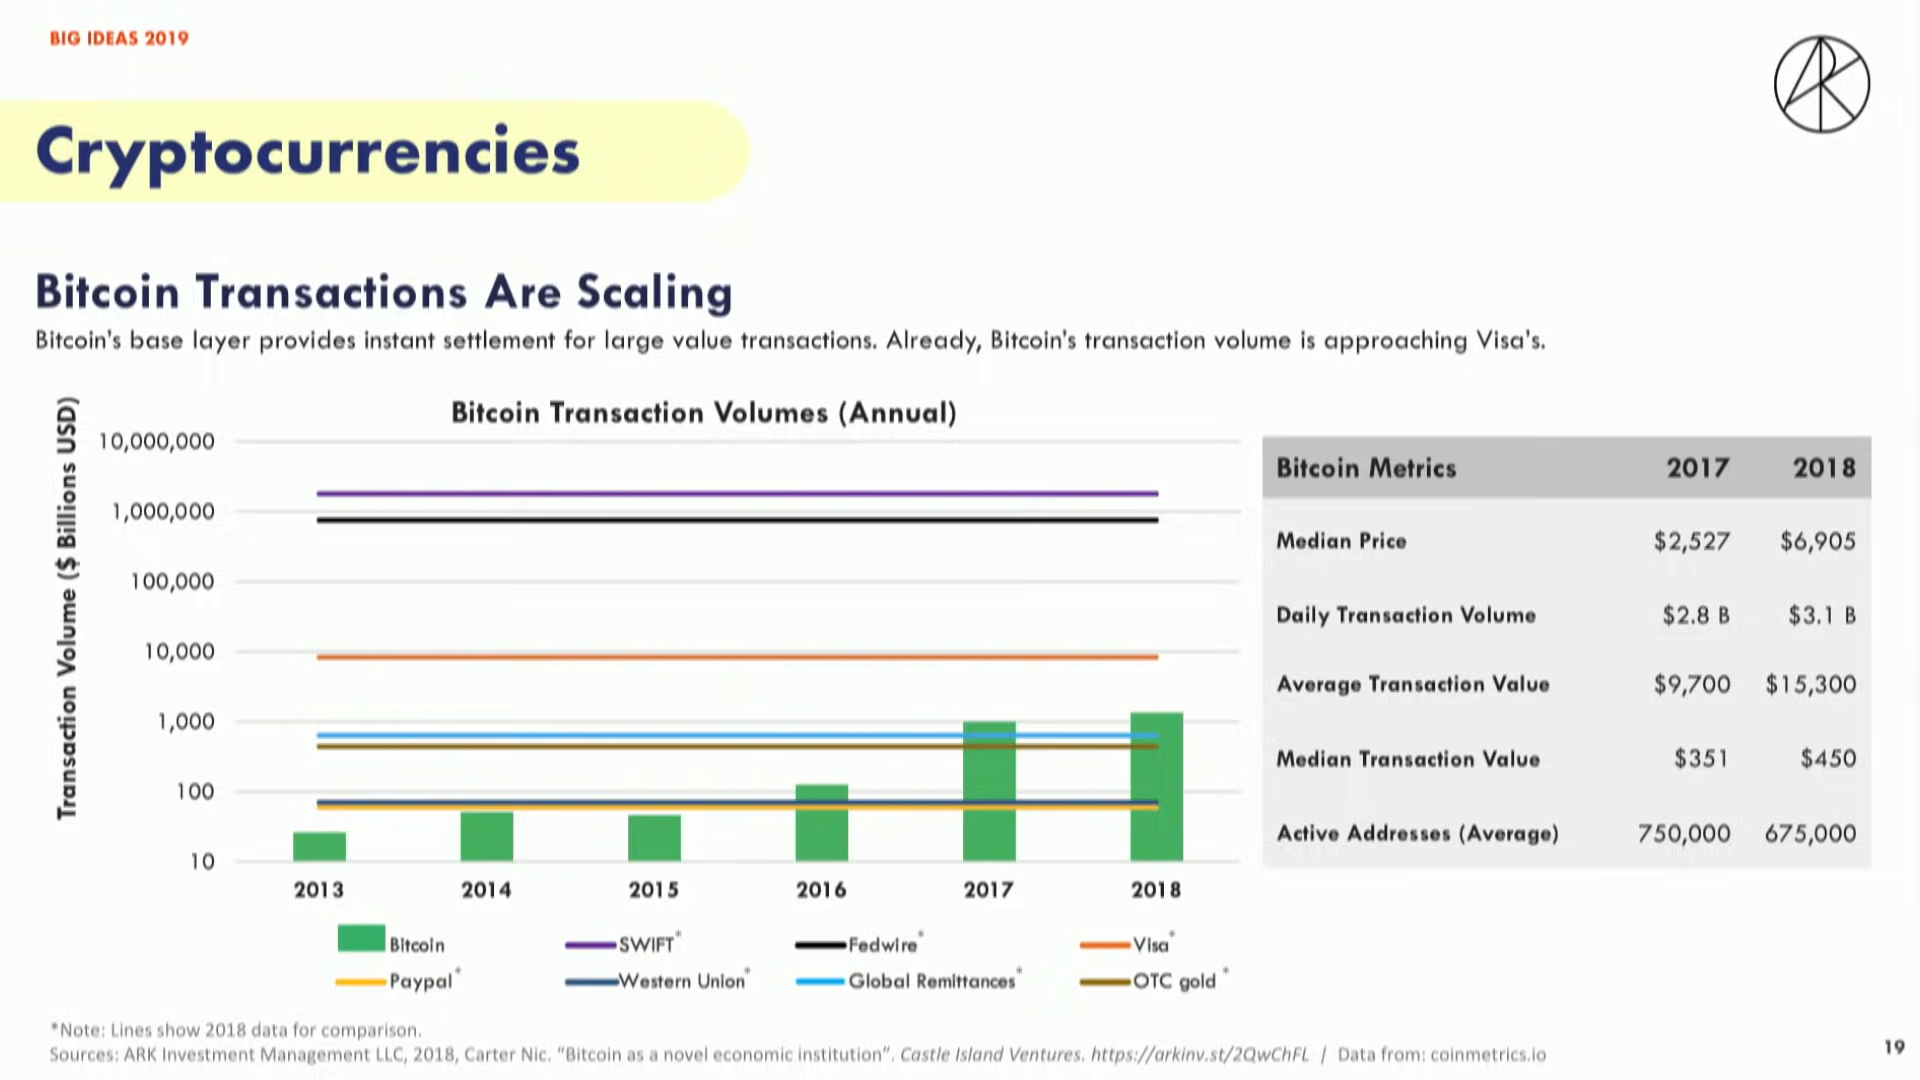 BIG IDEAS 2019
Cryptocurrencies
Bitcoin Transactions Are Scaling
Bitcoin's base layer provides instant settlement for large value transactions. Already, Bitcoin's transaction volume is approaching Visa's.
Bitcoin Transaction Volumes (Annual)
Transaction Volume ($ Billions USD)
10,000,000
1,000,000
100,000
10,000
1,000
100
10
2013 2014 2015 2016 2017 2018
Bitcoin SWIFT* Fedwire* Visa*
Paypal* Western Union* Global Remittances* OTC gold *
Bitcoin Metrics 2017 2018
Median Price $2,527 $6,905
Daily Transaction Volume $2.8 B $3.1 B
Average Transaction Value $9,700 $15,300
Median Transaction Value $351 $450
Active Addresses (Average) 750,000 675,000
*Note: Lines show 2018 data for comparison.
Sources: ARK Investment Management LLC, 2018, Carter Nic. "Bitcoin as a novel economic institution". Castle Island Ventures. https://arkinv.st/2QwChFL | Data from: coinmetrics.io
19